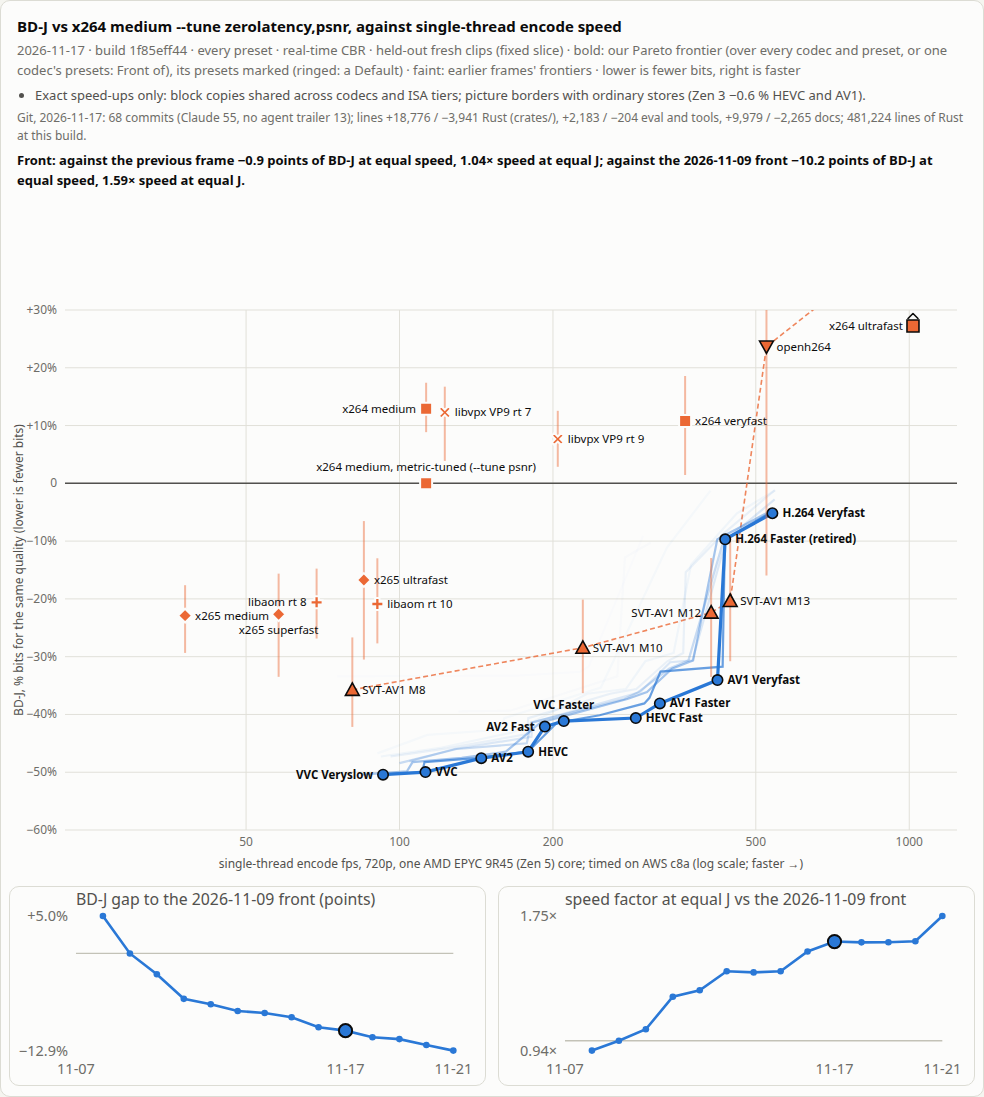 BD-J vs x264 medium --tune zerolatency,psnr, against single-thread encode speed
2026-11-17 · build 1f85eff44 · every preset · real-time CBR · held-out fresh clips (fixed slice) · bold: our Pareto frontier (over every codec and preset, or one
codec's presets: Front of), its presets marked (ringed: a Default) · faint: earlier frames' frontiers · lower is fewer bits, right is faster
• Exact speed-ups only: block copies shared across codecs and ISA tiers; picture borders with ordinary stores (Zen 3 −0.6 % HEVC and AV1).
Git, 2026-11-17: 68 commits (Claude 55, no agent trailer 13); lines +18,776 / −3,941 Rust (crates/), +2,183 / −204 eval and tools, +9,979 / −2,265 docs; 481,224 lines of Rust
at this build.
Front: against the previous frame −0.9 points of BD-J at equal speed, 1.04× speed at equal J; against the 2026-11-09 front −10.2 points of BD-J at
equal speed, 1.59× speed at equal J.
+30%
x264 ultrafast
openh264
+20%
x264 medium
libvpx VP9 rt 7
+10%
x264 veryfast
libvpx VP9 rt 9
x264 medium, metric-tuned (--tune psnr)
0
BD-J, % bits for the same quality (lower is fewer bits)
H.264 Veryfast
−10%
H.264 Faster (retired)
x265 ultrafast
−20%
libaom rt 8
libaom rt 10
SVT-AV1 M13
SVT-AV1 M12
x265 medium
x265 superfast
SVT-AV1 M10
−30%
AV1 Veryfast
SVT-AV1 M8
AV1 Faster
VVC Faster
−40%
HEVC Fast
AV2 Fast
HEVC
AV2
−50%
VVC Veryslow
VVC
−60%
50
100
200
500
1000
single-thread encode fps, 720p, one AMD EPYC 9R45 (Zen 5) core; timed on AWS c8a (log scale; faster →)
BD-J gap to the 2026-11-09 front (points)
+5.0%
−12.9%
11-07
11-17
11-21
speed factor at equal J vs the 2026-11-09 front
1.75×
0.94×
11-07
11-17
11-21